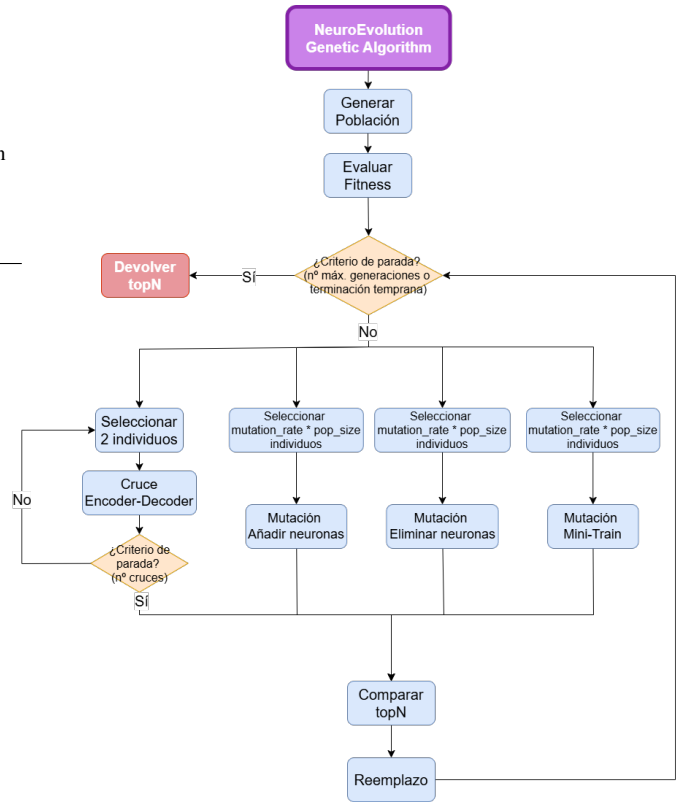 NeuroEvolution
Genetic Algorithm
Generar
Población
n
Evaluar
Fitness
¿Criterio de parada?
(nº máx. generaciones o
terminación temprana)
Sí
Devolver
topN
No
Seleccionar
2 individuos
Seleccionar
mutation_rate * pop_size
individuos
Seleccionar
mutation_rate * pop_size
individuos
Seleccionar
mutation_rate * pop_size
individuos
Cruce
Encoder-Decoder
No
Mutación
Añadir neuronas
Mutación
Eliminar neuronas
Mutación
Mini-Train
¿Criterio de
parada?
(nº cruces)
Sí
Comparar
topN
Reemplazo